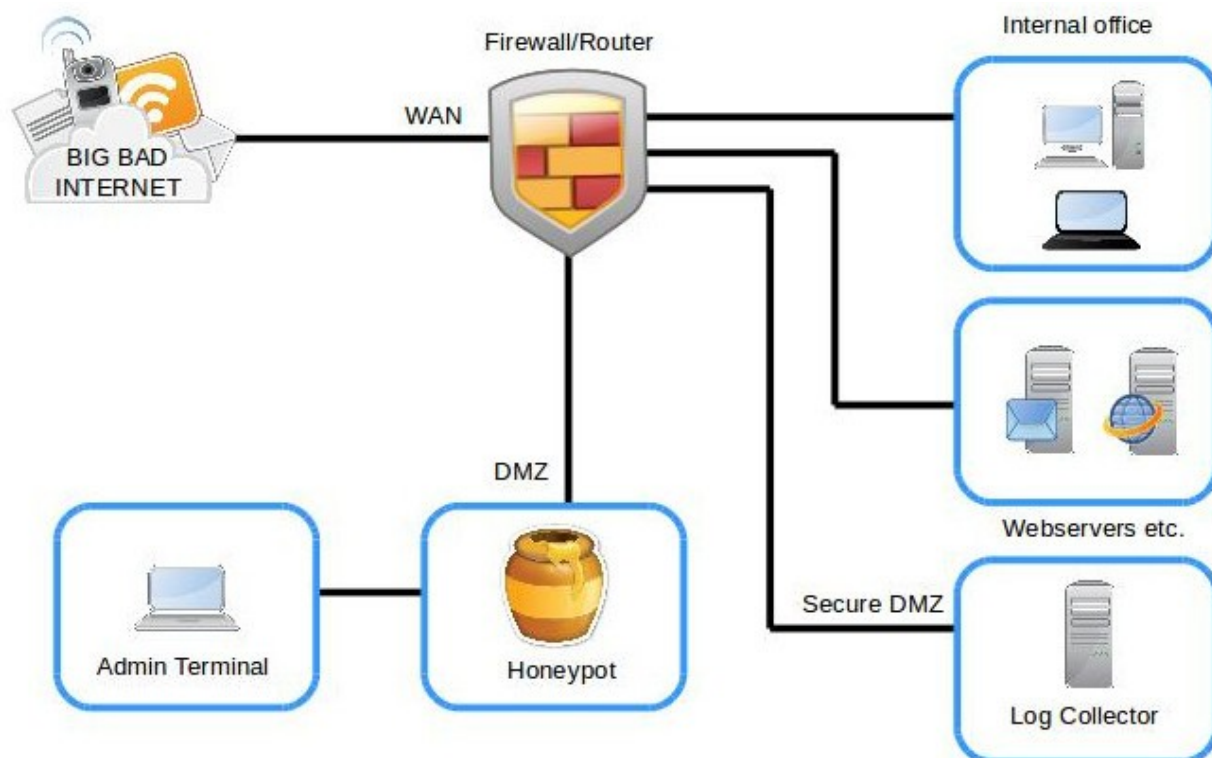 Internal office
Firewall/Router
WAN
BIG BAD
INTERNET
DMZ
Webservers etc.
Secure DMZ
Admin Terminal
Honeypot
Log Collector